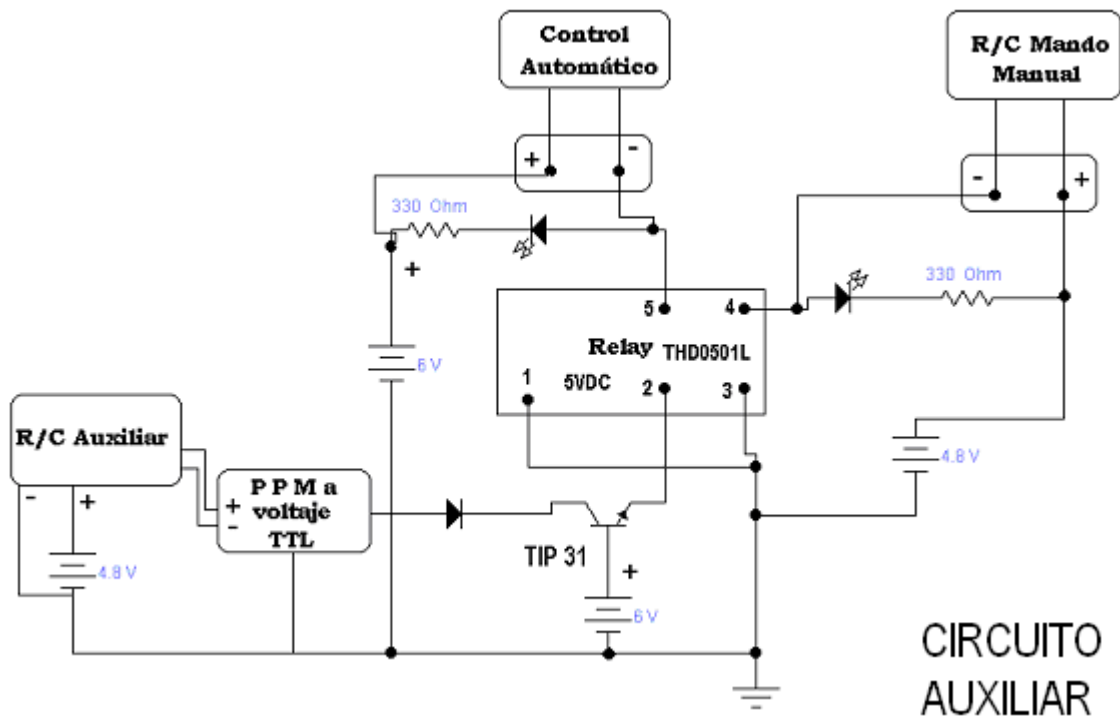 Control
Automático
R/C Mando
Manual
+ -
- +
330 Ohm
+
330 Ohm
5 4
Relay THD0501L
1 5VDC 2 3
6 V
R/C Auxiliar
4.8 V
- +
P P M a
voltaje
TTL
+
-
TIP 31
+
4.8 V
6 V
CIRCUITO
AUXILIAR